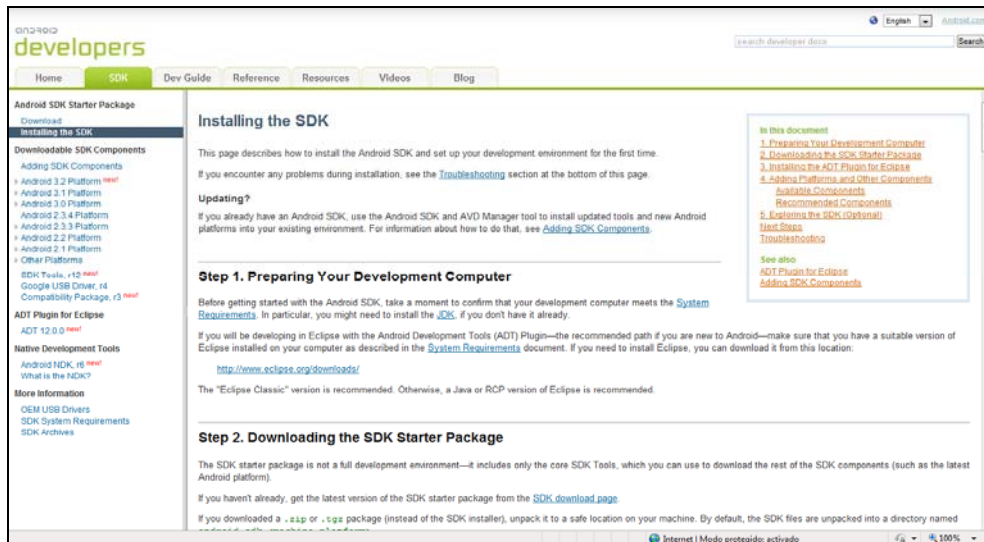 English
Android.com
android
developers
search developer docs
Search
Home SDK Dev Guide Reference Resources Videos Blog
Android SDK Starter Package
Download
Installing the SDK
Downloadable SDK Components
Adding SDK Components
Android 3.2 Platform new!
Android 3.1 Platform
Android 3.0 Platform
Android 2.3.4 Platform
Android 2.3.3 Platform
Android 2.2 Platform
Android 2.1 Platform
Other Platforms
SDK Tools, r12 new!
Google USB Driver, r4
Compatibility Package, r3 new!
ADT Plugin for Eclipse
ADT 12.0.0 new!
Native Development Tools
Android NDK, r6 new!
What is the NDK?
More Information
OEM USB Drivers
SDK System Requirements
SDK Archives
Installing the SDK
This page describes how to install the Android SDK and set up your development environment for the first time.
If you encounter any problems during installation, see the Troubleshooting section at the bottom of this page.
Updating?
If you already have an Android SDK, use the Android SDK and AVD Manager tool to install updated tools and new Android
platforms into your existing environment. For information about how to do that, see Adding SDK Components.
In this document
1. Preparing Your Development Computer
2. Downloading the SDK Starter Package
3. Installing the ADT Plugin for Eclipse
4. Adding Platforms and Other Components
Available Components
Recommended Components
5. Exploring the SDK (Optional)
Next Steps
Troubleshooting
See also
ADT Plugin for Eclipse
Adding SDK Components
Step 1. Preparing Your Development Computer
Before getting started with the Android SDK, take a moment to confirm that your development computer meets the System
Requirements. In particular, you might need to install the JDK, if you don't have it already.
If you will be developing in Eclipse with the Android Development Tools (ADT) Plugin—the recommended path if you are new to Android—make sure that you have a suitable version of
Eclipse installed on your computer as described in the System Requirements document. If you need to install Eclipse, you can download it from this location:
http://www.eclipse.org/downloads/
The "Eclipse Classic" version is recommended. Otherwise, a Java or RCP version of Eclipse is recommended.
Step 2. Downloading the SDK Starter Package
The SDK starter package is not a full development environment—it includes only the core SDK Tools, which you can use to download the rest of the SDK components (such as the latest
Android platform).
If you haven't already, get the latest version of the SDK starter package from the SDK download page.
If you downloaded a .zip or .tgz package (instead of the SDK installer), unpack it to a safe location on your machine. By default, the SDK files are unpacked into a directory named
Internet | Modo protegido: activado
100%